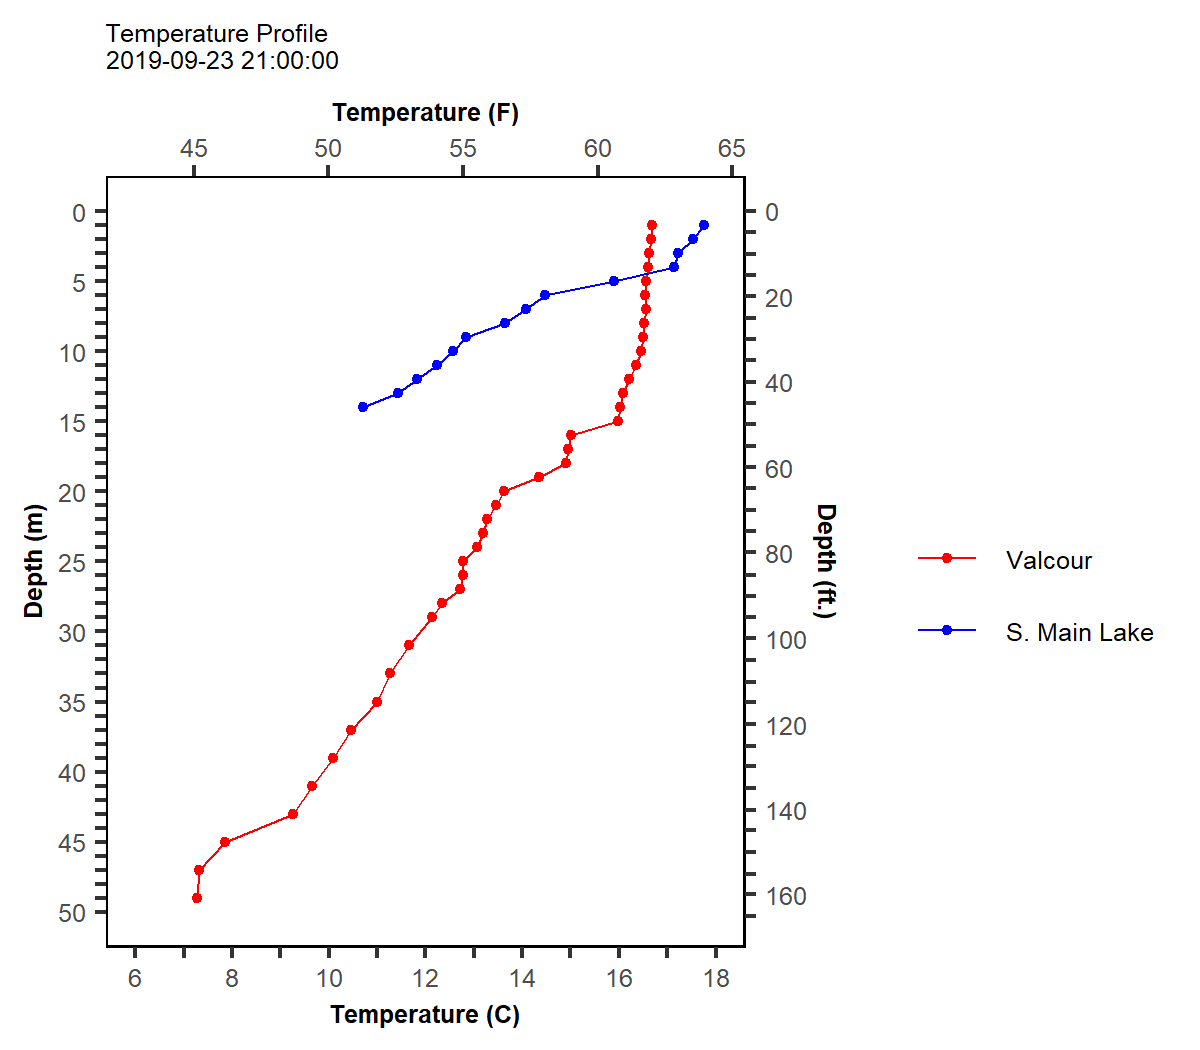 Temperature Profile
2019-09-23 21:00:00
Temperature (F)
45 50 55 60 65
0 0
5
20
10
40
15
60
20
Depth (m)
Depth (ft.)
25
80
Valcour
30
100
S. Main Lake
35
120
40
140
45
160
50
6 8 10 12 14 16 18
Temperature (C)